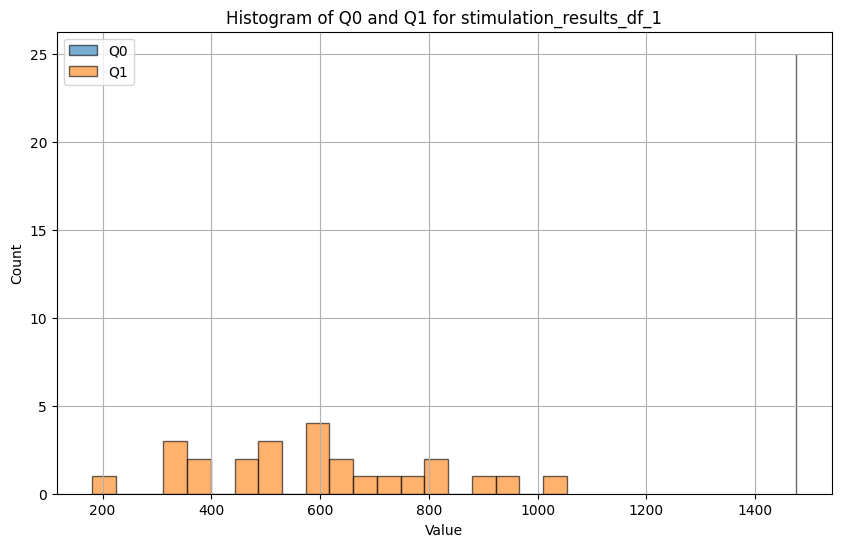 Histogram of Q0 and Q1 for stimulation_results_df_1
Q0
Q1
25
20
15
10
5
0
Count
200 400 600 800 1000 1200 1400
Value